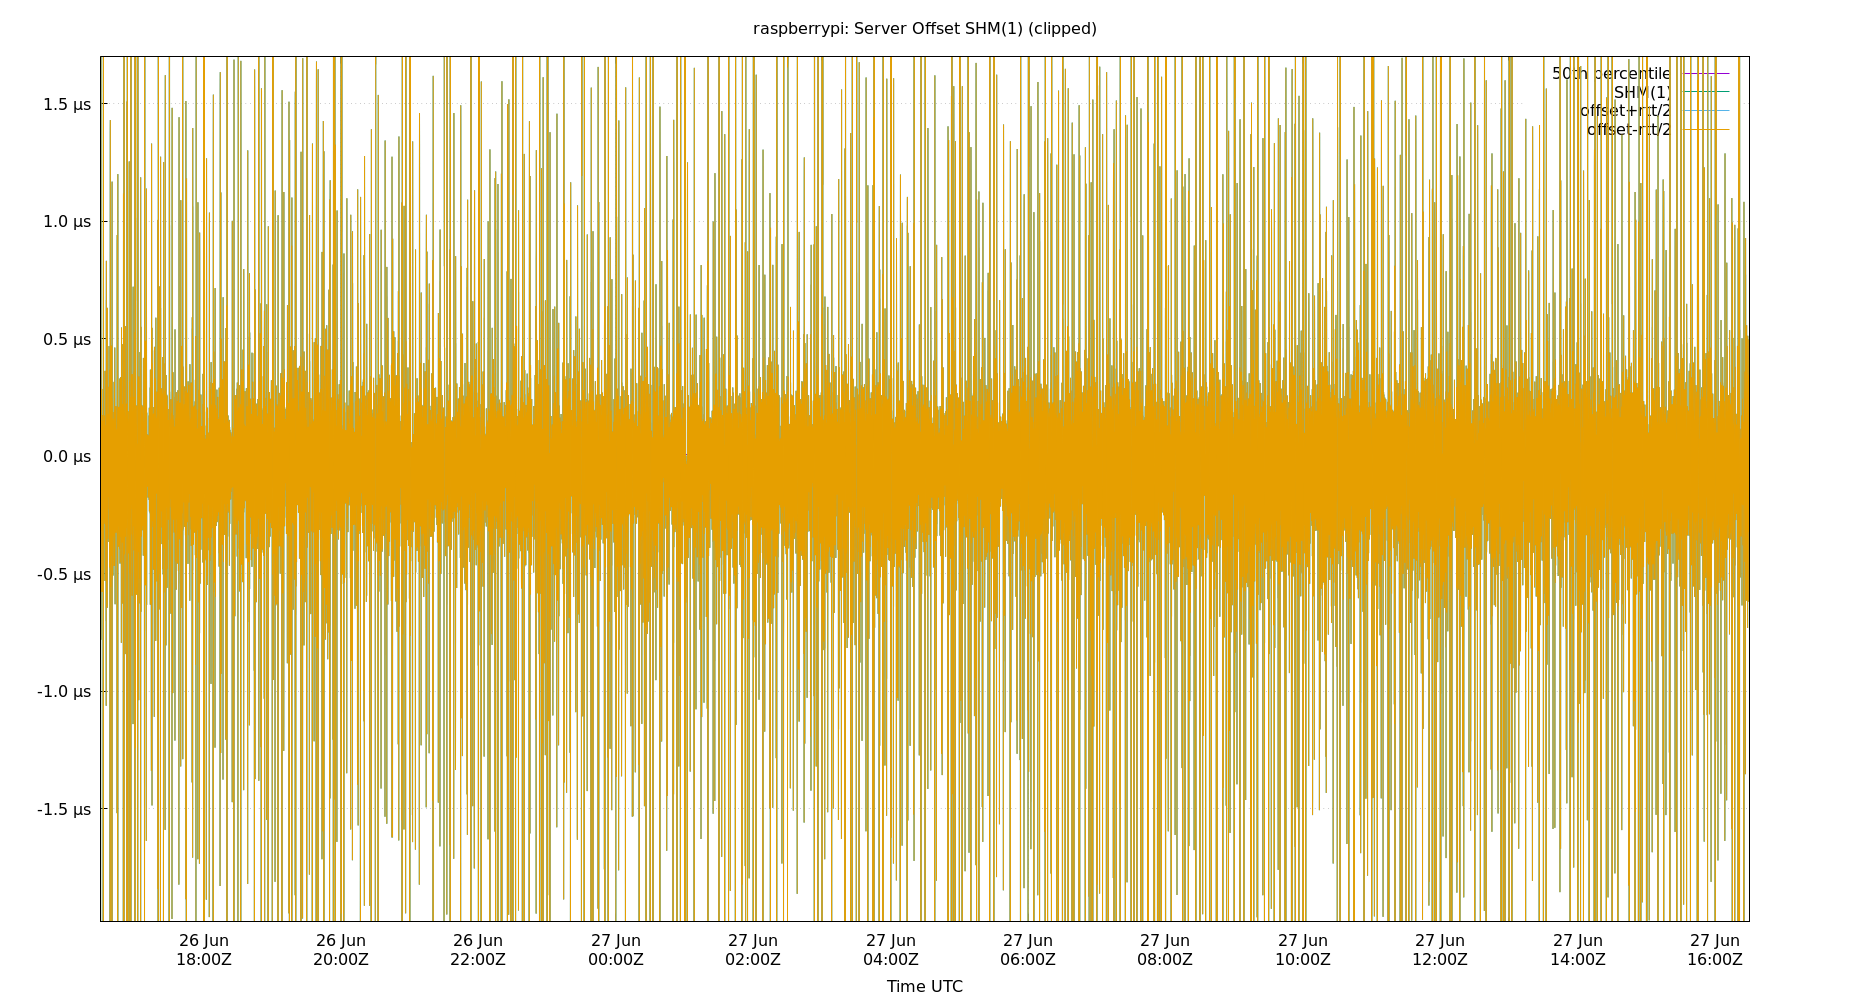 raspberrypi: Server Offset SHM(1) (clipped)
50th percentile
SHM(1)
offset+rtt/2
offset-rtt/2
1.5 µs
1.0 µs
0.5 µs
0.0 µs
-0.5 µs
-1.0 µs
-1.5 µs
26 Jun 26 Jun 26 Jun 27 Jun 27 Jun 27 Jun 27 Jun 27 Jun 27 Jun 27 Jun 27 Jun 27 Jun
18:00Z 20:00Z 22:00Z 00:00Z 02:00Z 04:00Z 06:00Z 08:00Z 10:00Z 12:00Z 14:00Z 16:00Z
Time UTC